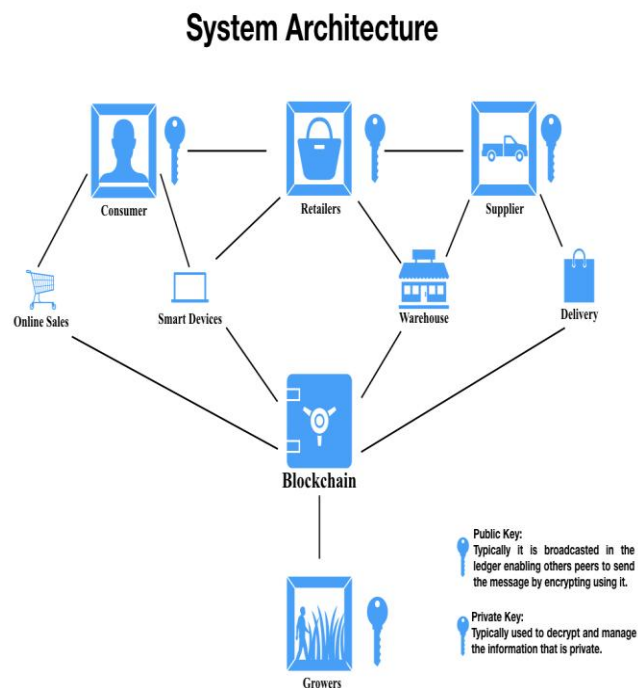 System Architecture
Consumer
Retailers
Supplier
Online Sales
Smart Devices
Warehouse
Delivery
Blockchain
Public Key:
Typically it is broadcasted in the
ledger enabling others peers to send
the message by encrypting using it.
Private Key:
Typically used to decrypt and manage
the information that is private.
Growers